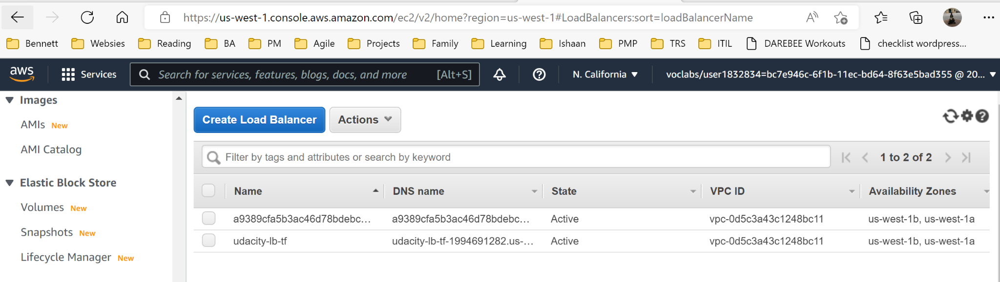 https://us-west-1.console.aws.amazon.com/ec2/v2/home?region=us-west-1#LoadBalancers:sort=loadBalancerName
Bennett Websies Reading BA PM Agile Projects Family Learning Ishaan PMP TRS ITIL DAREBEE Workouts checklist wordpress...
aws Services Search for services, features, blogs, docs, and more [Alt+S] N. California voclabs/user1832834=bc7e946c-6f1b-11ec-bd64-8f63e5bad355 @ 20...
Images
AMIs New
AMI Catalog
Elastic Block Store
Volumes New
Snapshots New
Lifecycle Manager New
Create Load Balancer Actions
Filter by tags and attributes or search by keyword 1 to 2 of 2
Name DNS name State VPC ID Availability Zones
a9389cfa5b3ac46d78bdebc... a9389cfa5b3ac46d78bdebc... Active vpc-0d5c3a43c1248bc11 us-west-1b, us-west-1a
udacity-lb-tf udacity-lb-tf-1994691282.us-... Active vpc-0d5c3a43c1248bc11 us-west-1b, us-west-1a